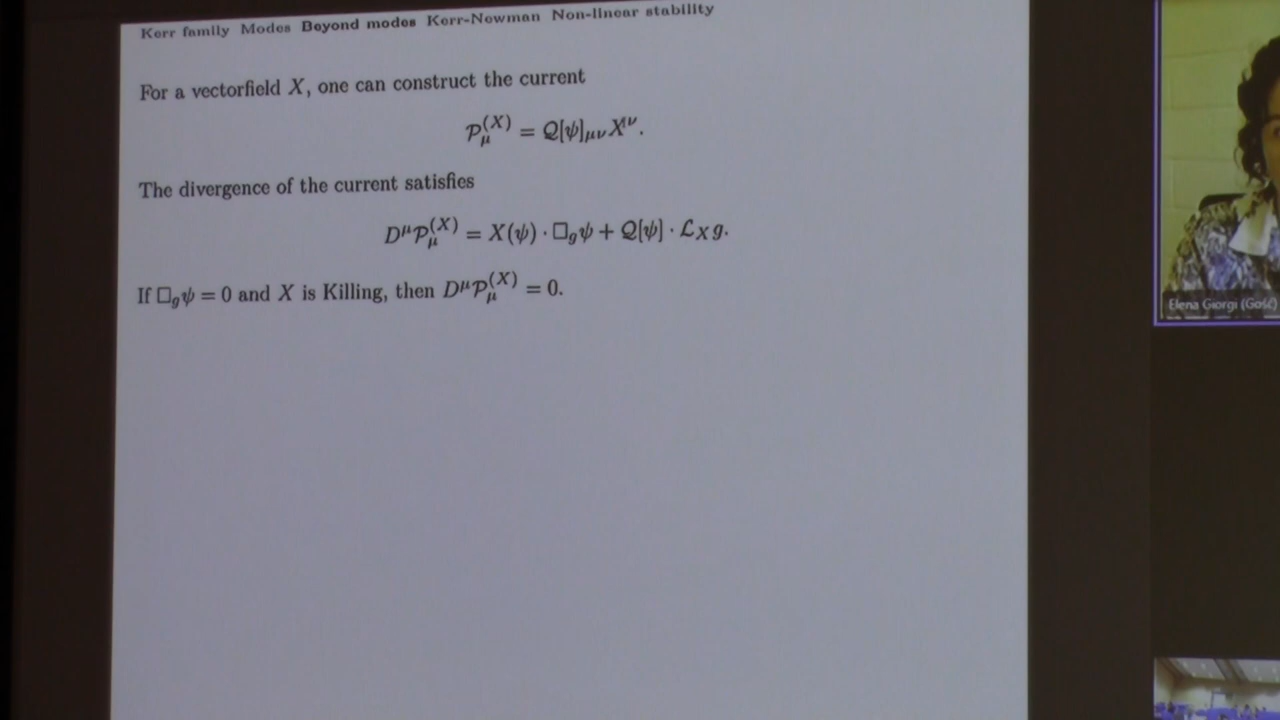 Kerr family Modes Beyond modes Kerr-Newman Non-linear stability
For a vectorfield X, one can construct the current
𝒫_μ^(X) = 𝒬[ψ]_μν X^ν.
The divergence of the current satisfies
D^μ 𝒫_μ^(X) = X(ψ) · □_g ψ + 𝒬[ψ] · ℒ_X g.
If □_g ψ = 0 and X is Killing, then D^μ 𝒫_μ^(X) = 0.
Elena Giorgi (Gość)